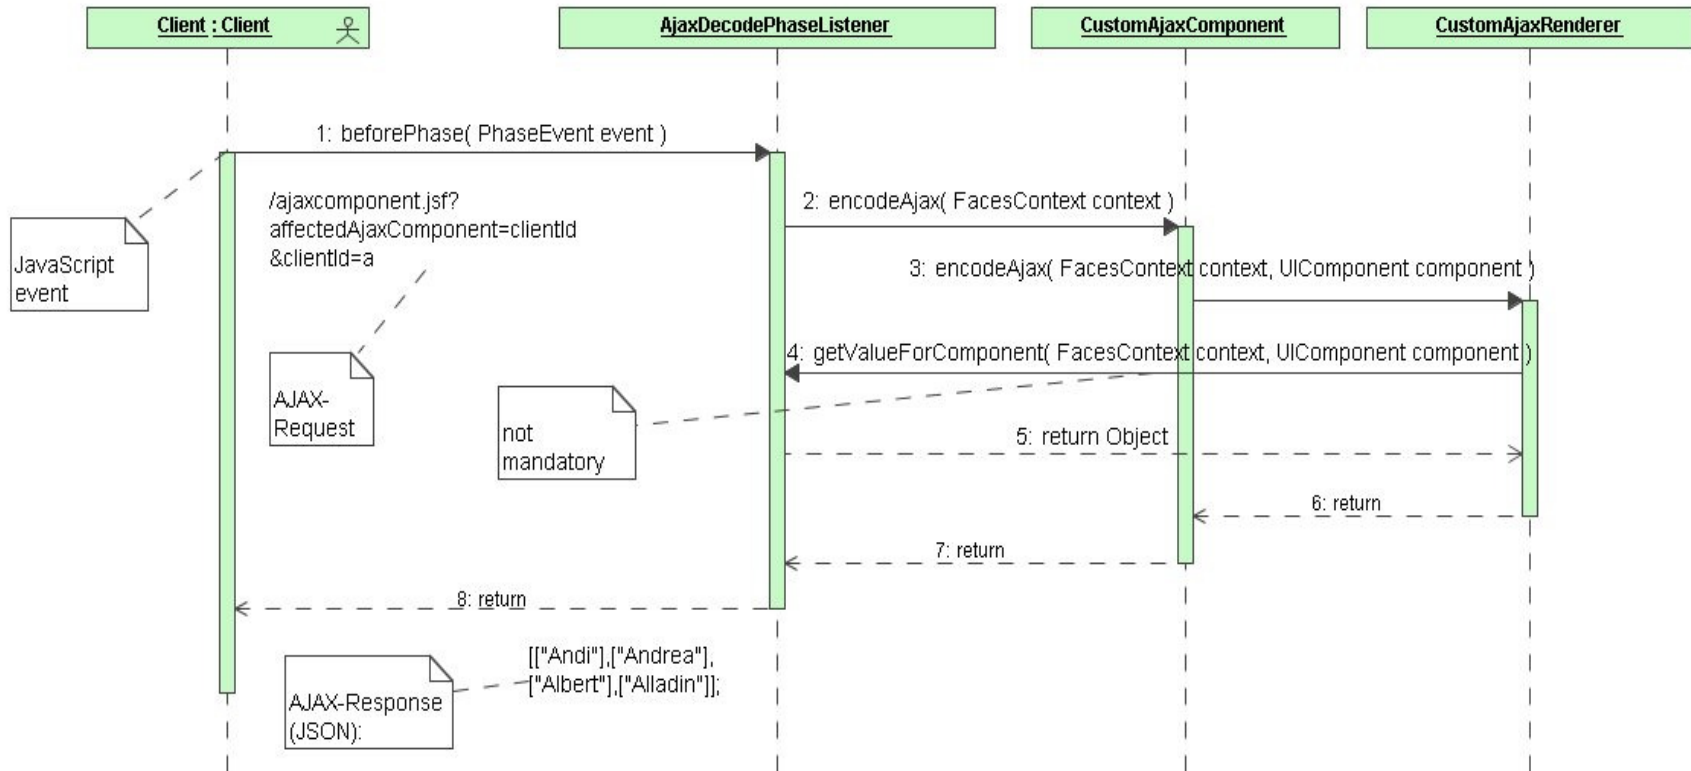 Client : Client
AjaxDecodePhaseListener
CustomAjaxComponent
CustomAjaxRenderer
1: beforePhase( PhaseEvent event )
/ajaxcomponent.jsf?
affectedAjaxComponent=clientId
&clientId=a
2: encodeAjax( FacesContext context )
JavaScript
event
3: encodeAjax( FacesContext context, UIComponent component )
4: getValueForComponent( FacesContext context, UIComponent component )
AJAX-
Request
not
mandatory
5: return Object
6: return
7: return
8: return
[["Andi"],["Andrea"],
["Albert"],["Alladin"]];
AJAX-Response
(JSON):